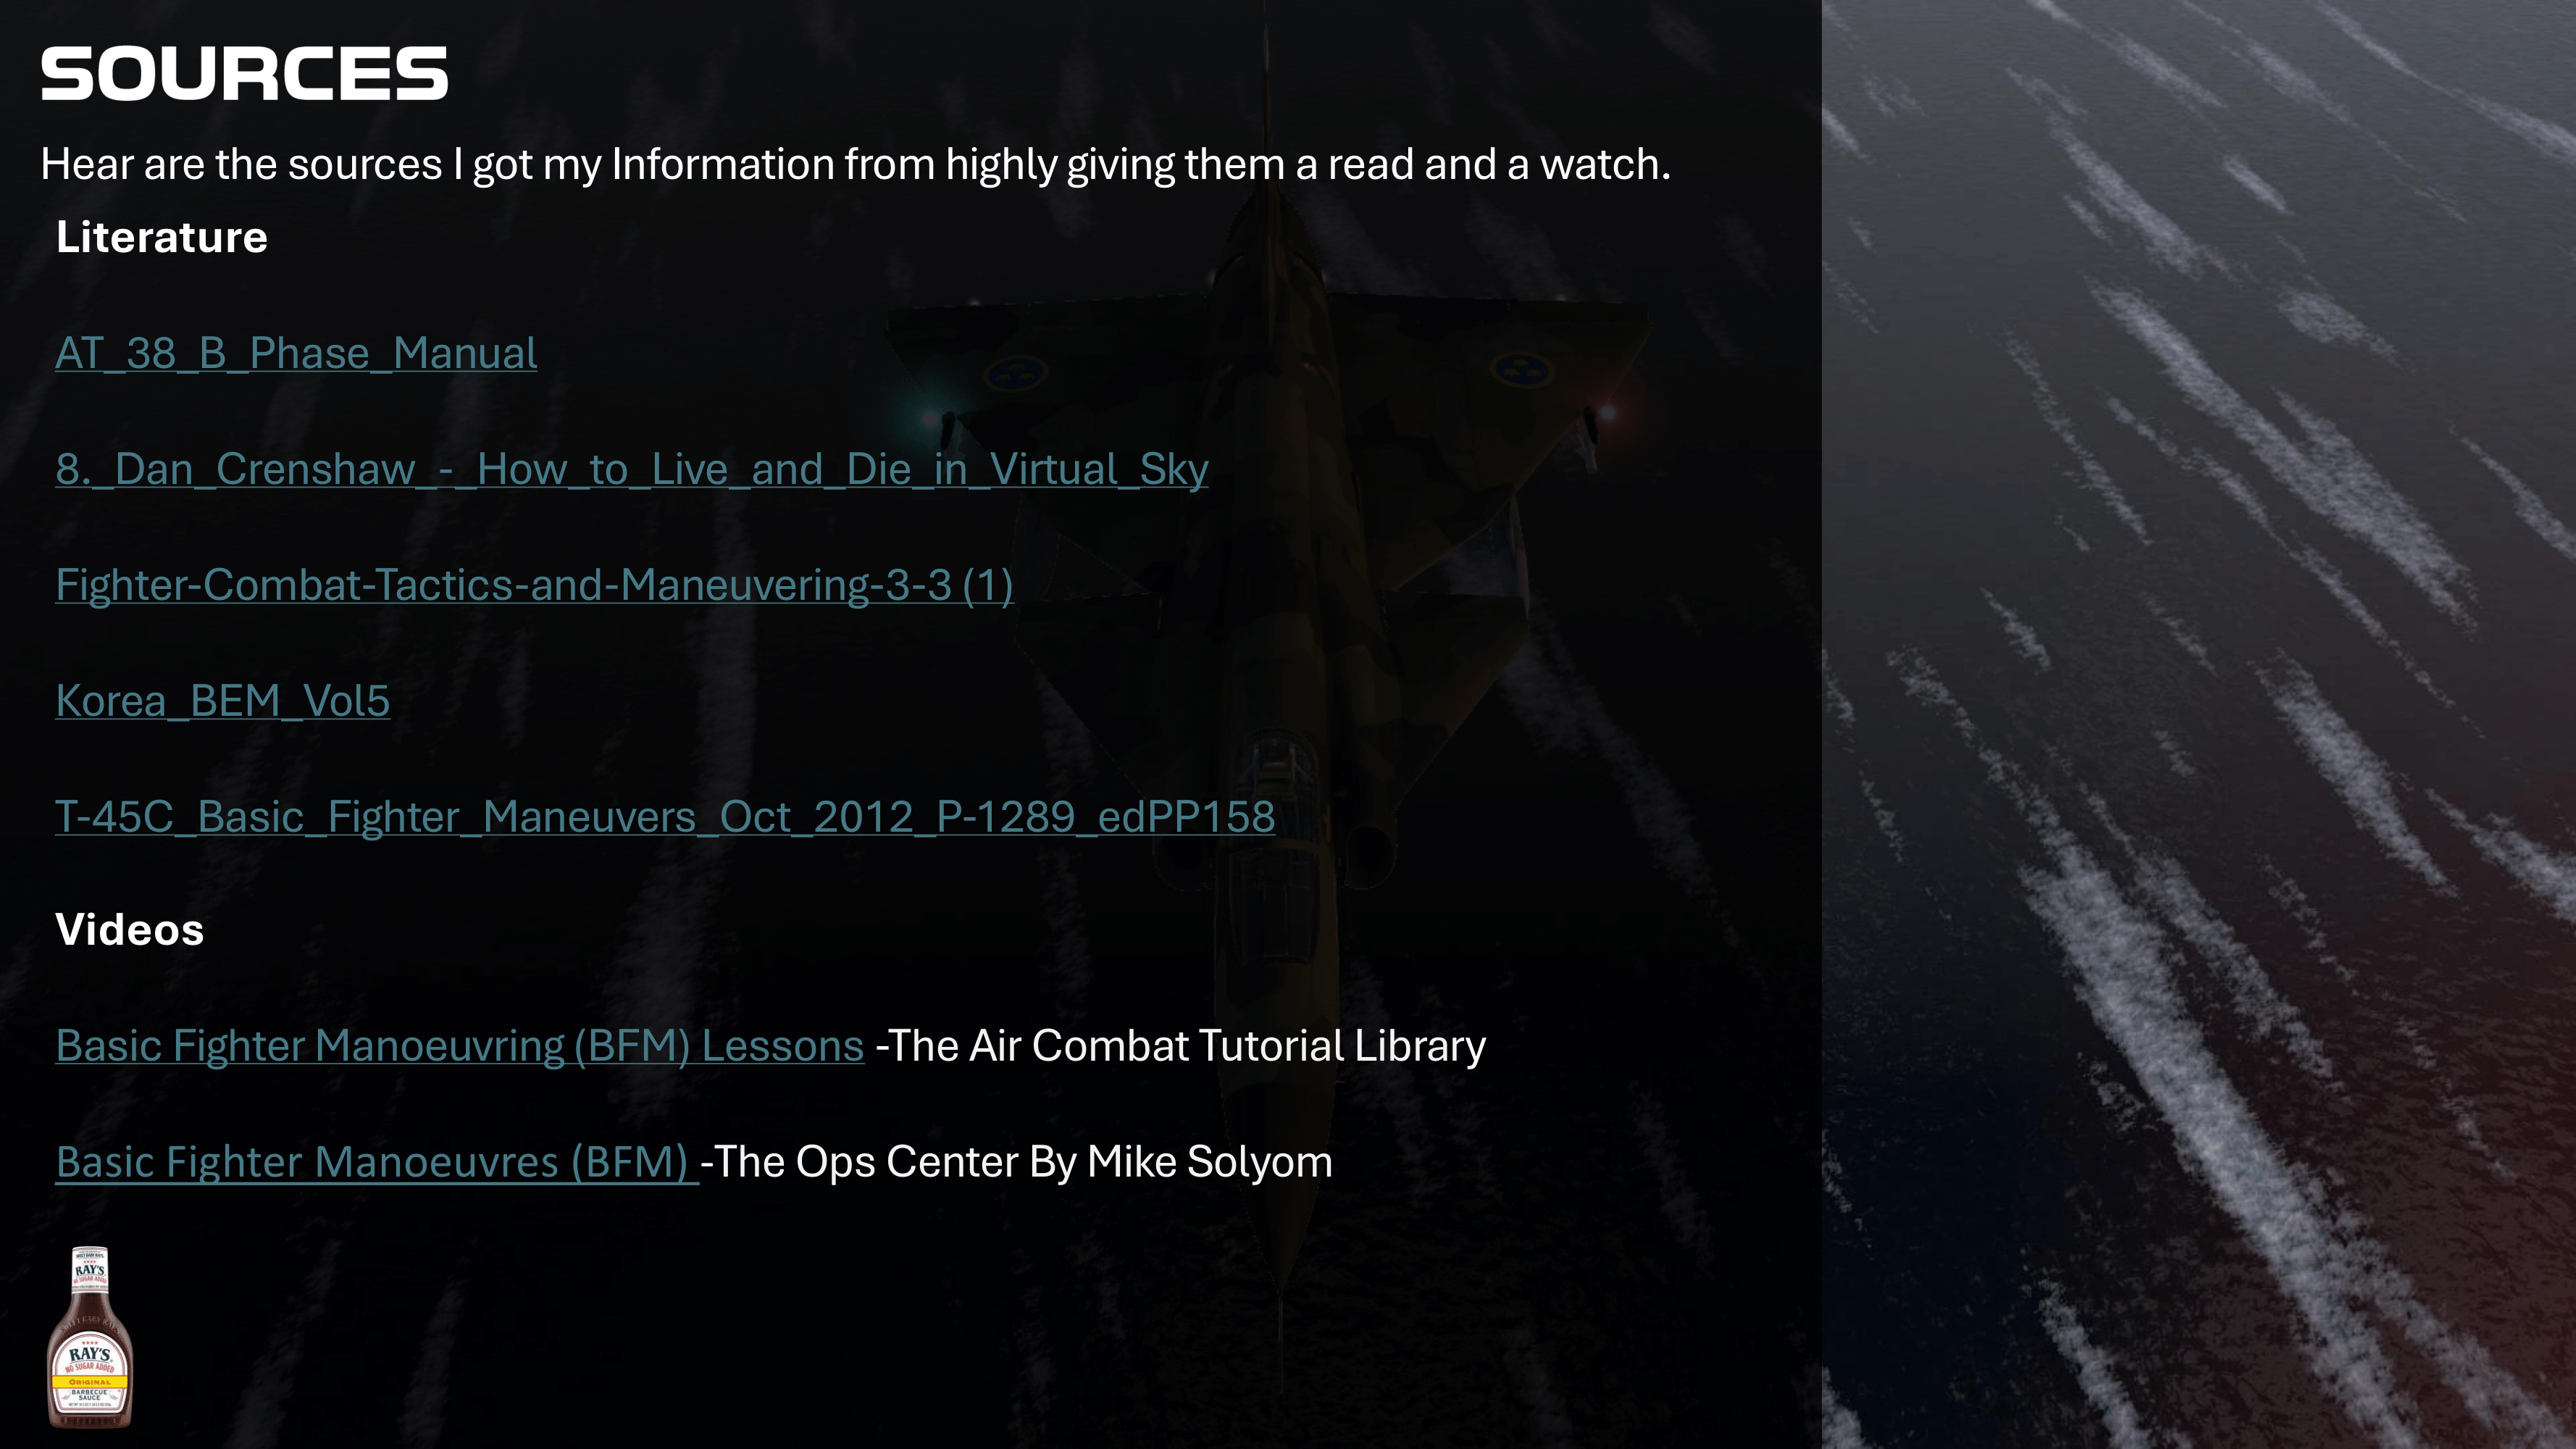 SOURCES
Hear are the sources I got my Information from highly giving them a read and a watch.
Literature
AT_38_B_Phase_Manual
8._Dan_Crenshaw_-_How_to_Live_and_Die_in_Virtual_Sky
Fighter-Combat-Tactics-and-Maneuvering-3-3 (1)
Korea_BEM_Vol5
T-45C_Basic_Fighter_Maneuvers_Oct_2012_P-1289_edPP158
Videos
Basic Fighter Manoeuvring (BFM) Lessons -The Air Combat Tutorial Library
Basic Fighter Manoeuvres (BFM) -The Ops Center By Mike Solyom
RAY'S
NO SUGAR ADDED
RAY'S
NO SUGAR ADDED
ORIGINAL
BARBECUE
SAUCE